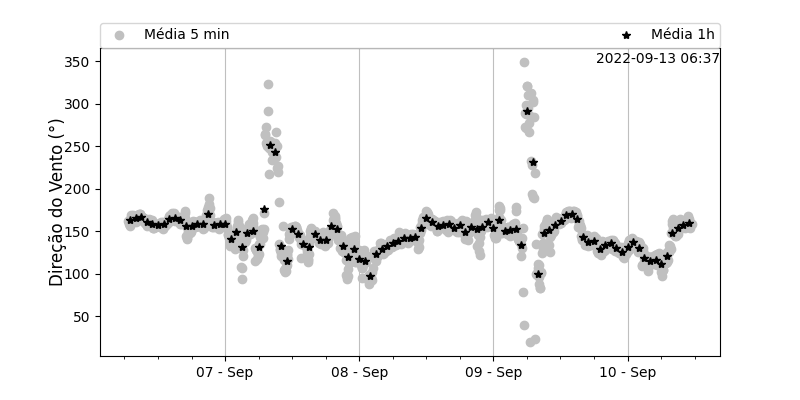 Média 5 min
Média 1h
2022-09-13 06:37
Direção do Vento (°)
350
300
250
200
150
100
50
07 - Sep
08 - Sep
09 - Sep
10 - Sep